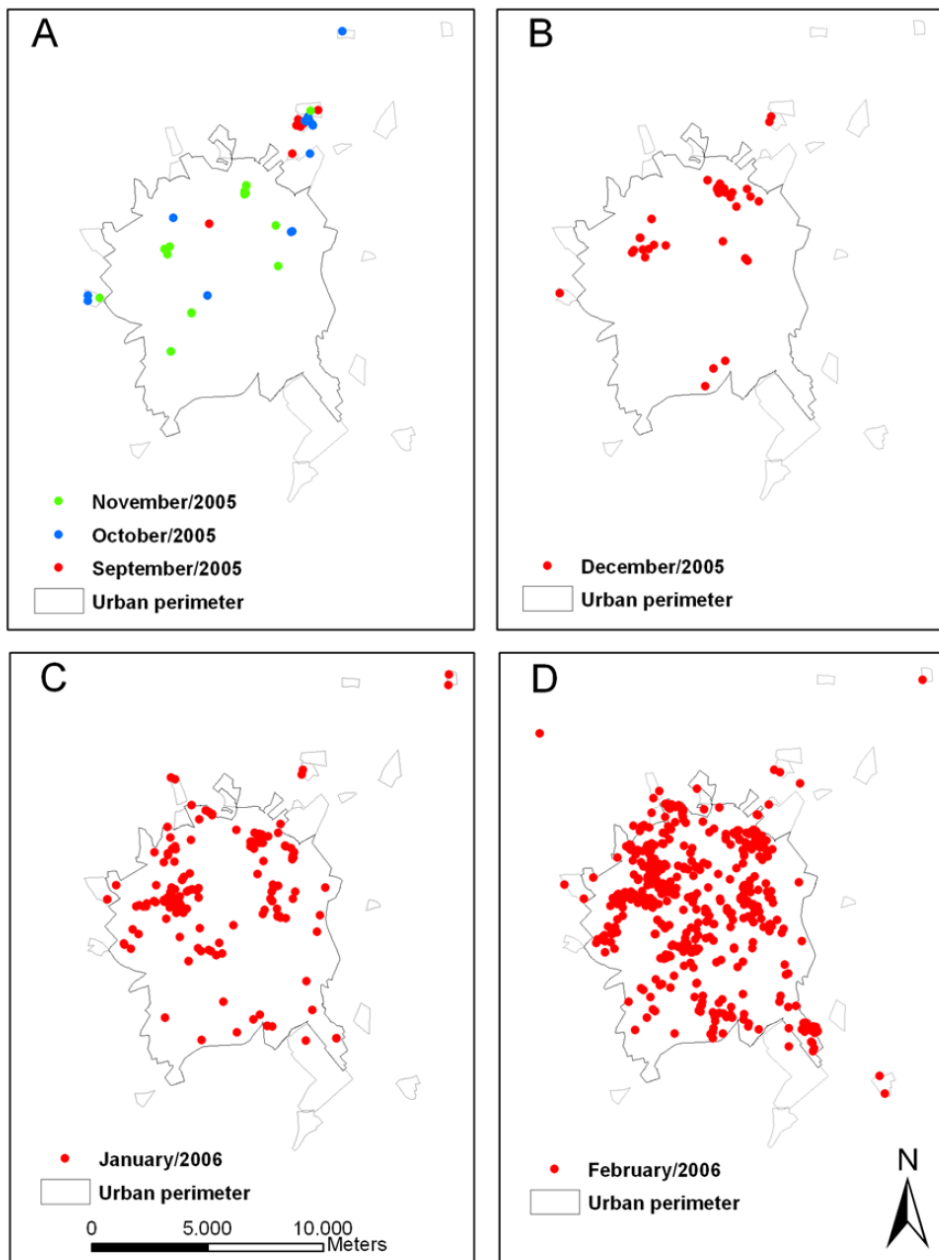 A
November/2005
October/2005
September/2005
Urban perimeter
B
December/2005
Urban perimeter
C
January/2006
Urban perimeter
0 5.000 10.000
Meters
D
February/2006
Urban perimeter
N